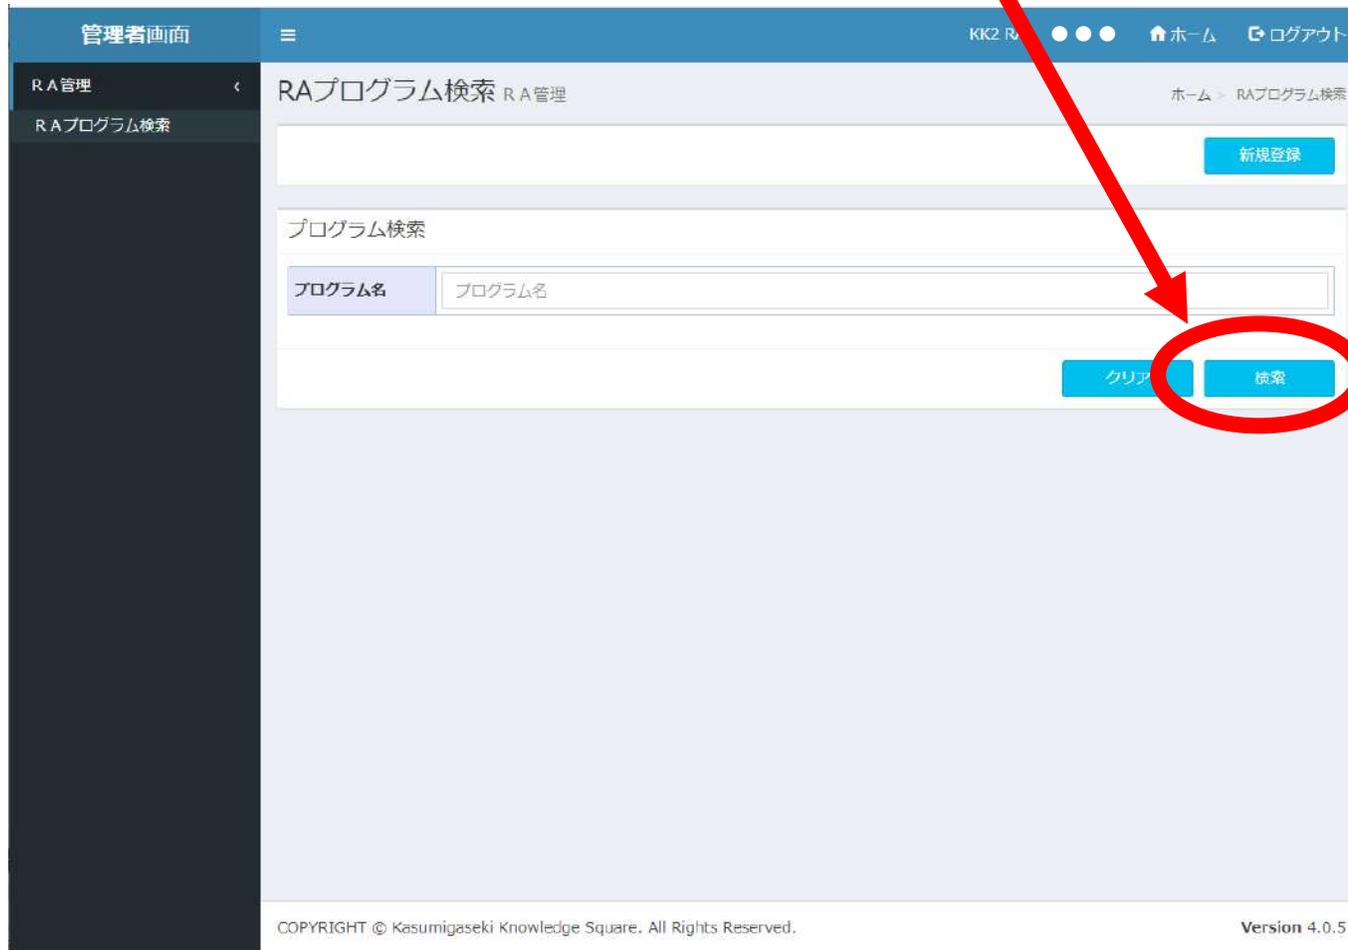 管理者画面
KK2 RA ●●● ホーム ログアウト
RA管理
RAプログラム検索
RAプログラム検索 RA管理
ホーム > RAプログラム検索
新規登録
プログラム検索
プログラム名 プログラム名
クリア 検索
COPYRIGHT © Kasumigaseki Knowledge Square. All Rights Reserved.
Version 4.0.5